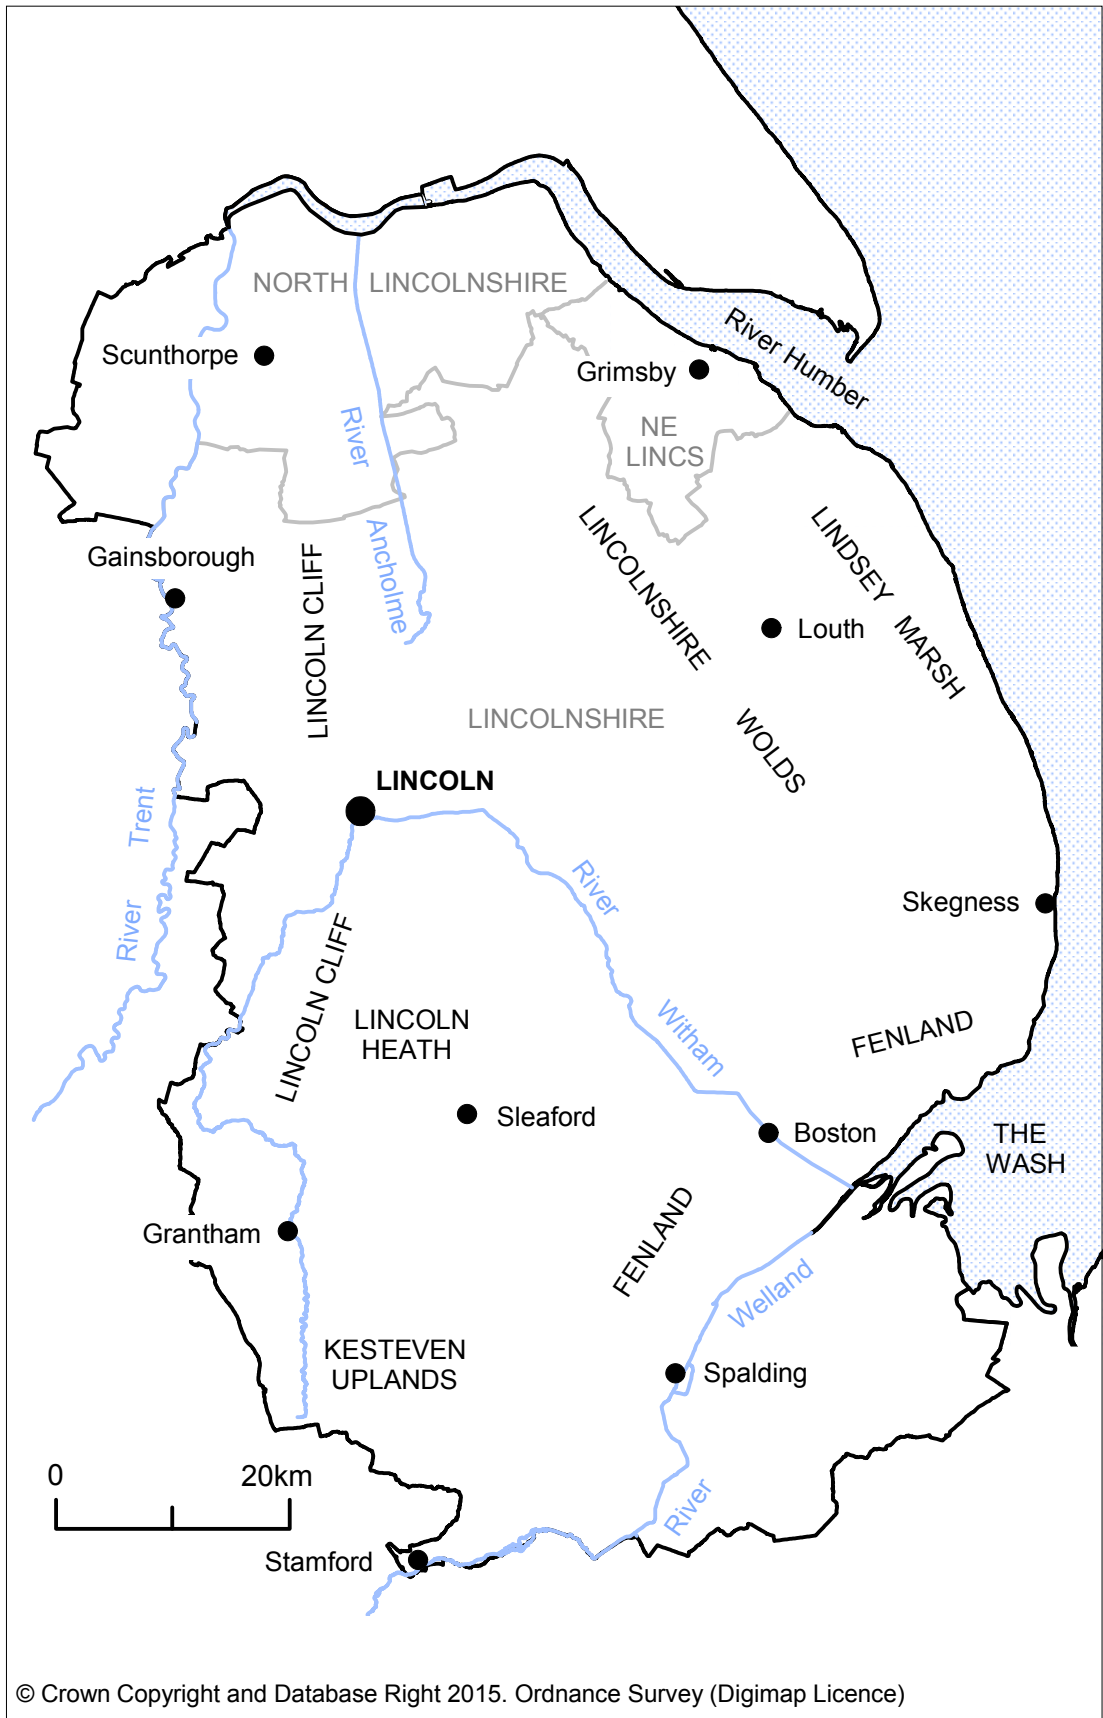 NORTH LINCOLNSHIRE
Scunthorpe
River Humber
Grimsby
NE
LINCS
River
Ancholme
Gainsborough
LINCOLN CLIFF
LINCOLNSHIRE
WOLDS
LINDSEY MARSH
Louth
LINCOLNSHIRE
LINCOLN
River Trent
River
Witham
Skegness
LINCOLN CLIFF
LINCOLN
HEATH
FENLAND
Sleaford
Boston
THE
WASH
Grantham
FENLAND
Welland
KESTEVEN
UPLANDS
Spalding
0 20km
River
Stamford
© Crown Copyright and Database Right 2015. Ordnance Survey (Digimap Licence)